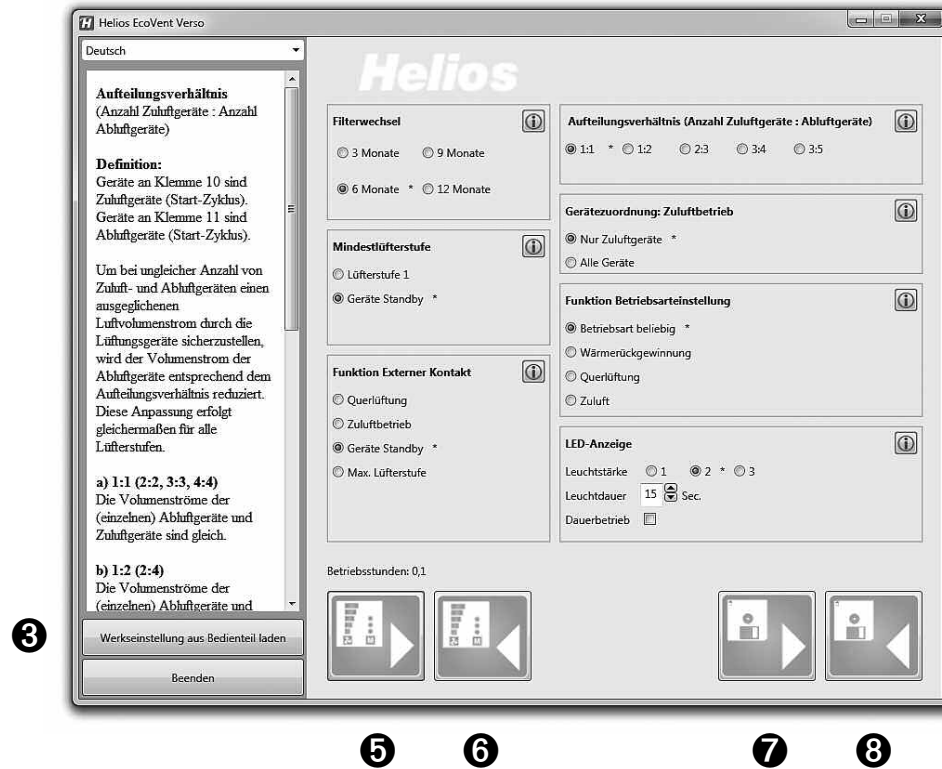 Helios EcoVent Verso
Deutsch
Aufteilungsverhältnis
(Anzahl Zuluftgeräte : Anzahl
Abluftgeräte)
Definition:
Geräte an Klemme 10 sind
Zuluftgeräte (Start-Zyklus).
Geräte an Klemme 11 sind
Abluftgeräte (Start-Zyklus).
Um bei ungleicher Anzahl von
Zuluft- und Abluftgeräten einen
ausgeglichenen
Luftvolumenstrom durch die
Lüftungsgeräte sicherzustellen,
wird der Volumenstrom der
Abluftgeräte entsprechend dem
Aufteilungsverhältnis reduziert.
Diese Anpassung erfolgt
gleichermaßen für alle
Lüfterstufen.
a) 1:1 (2:2, 3:3, 4:4)
Die Volumenströme der
(einzelnen) Abluftgeräte und
Zuluftgeräte sind gleich.
b) 1:2 (2:4)
Die Volumenströme der
(einzelnen) Abluftgeräte und
❸
Werkseinstellung aus Bedienteil laden
Beenden
Helios
Filterwechsel
3 Monate 9 Monate
6 Monate * 12 Monate
Mindestlüfterstufe
Lüfterstufe 1
Geräte Standby *
Funktion Externer Kontakt
Querlüftung
Zuluftbetrieb
Geräte Standby *
Max. Lüfterstufe
Aufteilungsverhältnis (Anzahl Zuluftgeräte : Abluftgeräte)
1:1 * 1:2 2:3 3:4 3:5
Gerätezuordnung: Zuluftbetrieb
Nur Zuluftgeräte *
Alle Geräte
Funktion Betriebsarteinstellung
Betriebsart beliebig *
Wärmerückgewinnung
Querlüftung
Zuluft
LED-Anzeige
Leuchtstärke 1 2 * 3
Leuchtdauer 15 Sec.
Dauerbetrieb
Betriebsstunden: 0,1
❺ ❻ ❼ ❽